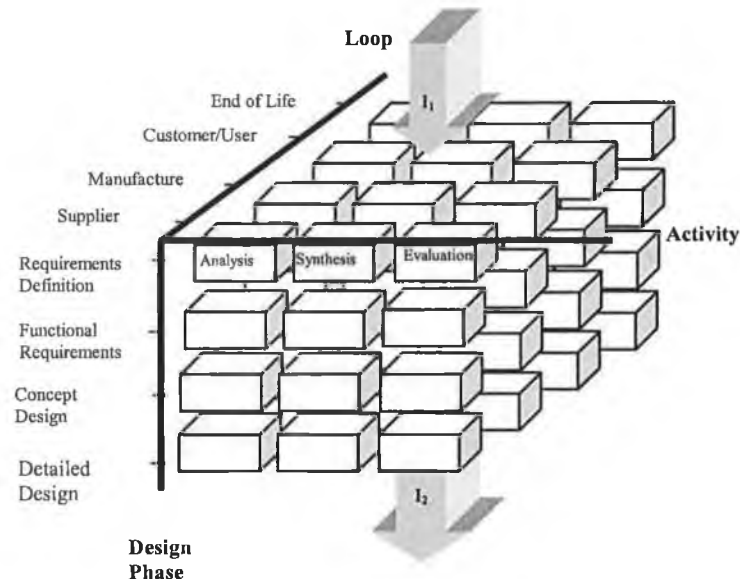 Loop
I₁
End of Life
Customer/User
Manufacture
Supplier
Activity
Requirements
Definition
Analysis
Synthesis
Evaluation
Functional
Requirements
Concept
Design
Detailed
Design
I₂
Design
Phase